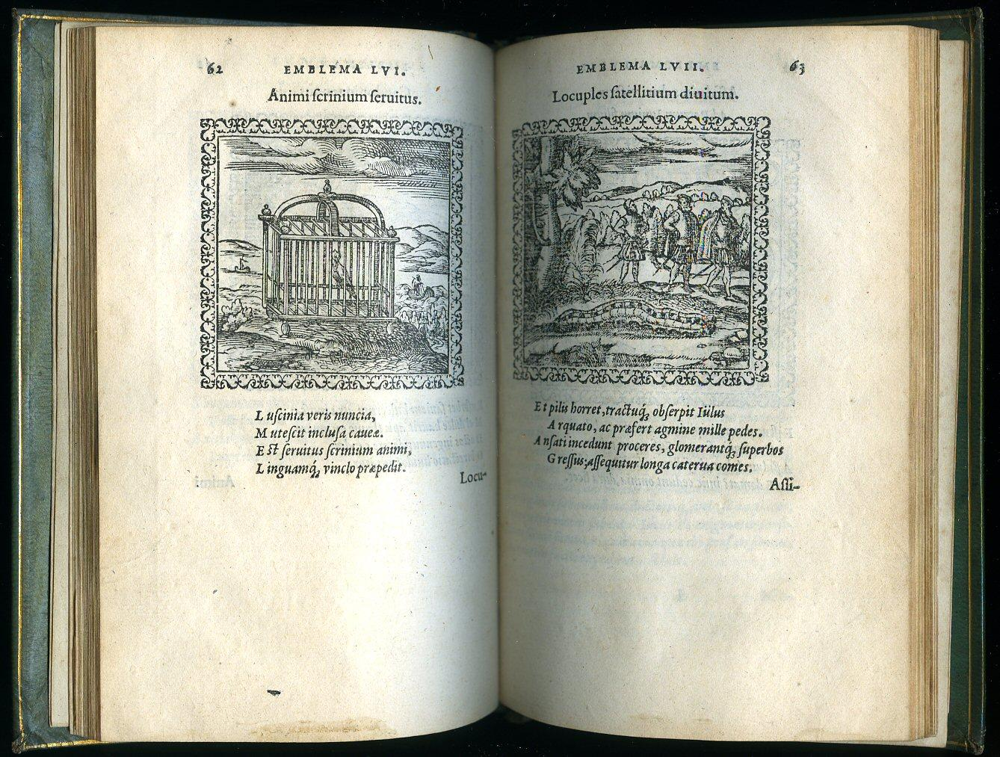 62
EMBLEMA LVI.
Animi ſcrinium ſeruitus.
Luſcinia veris nuncia,
Muteſcit incluſa caueæ.
Eſt ſeruitus ſcrinium animi,
Linguamq́; vinclo præpedit.
Locu-
EMBLEMA LVII.
63
Locuples ſatellitium diuitum.
Et pilis horret, tractuq́; obſerpit Iülus
Arquato, ac præfert agmine mille pedes.
Anſati incedunt proceres, glomerantq́; ſuperbos
Greſſus; aſſequitur longa caterua comes.
Aſſi-